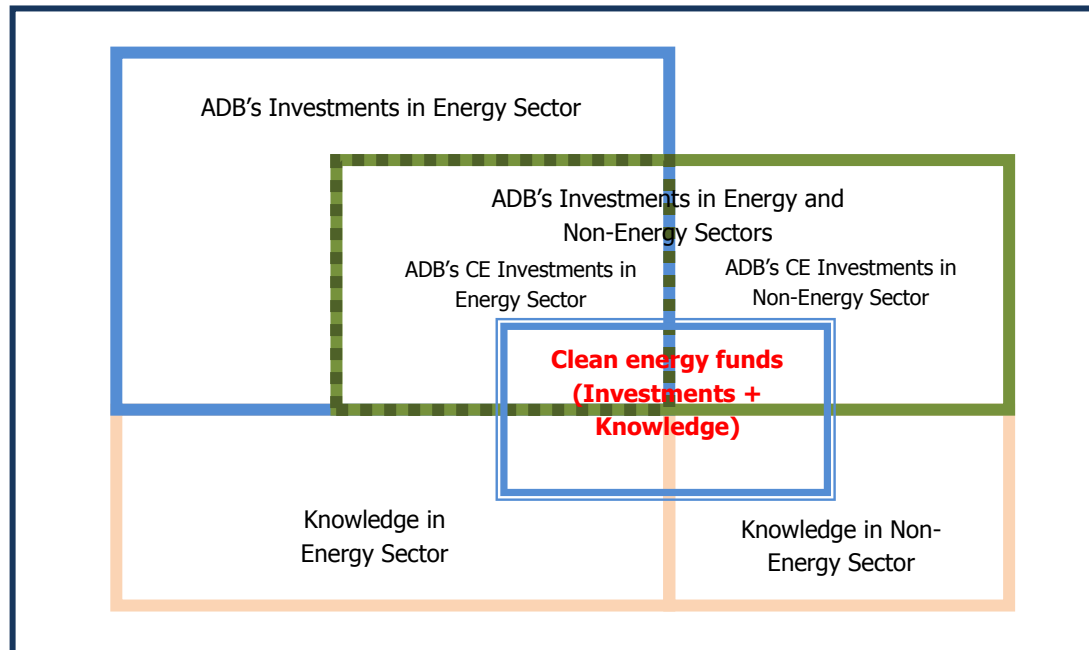 ADB’s Investments in Energy Sector
ADB’s Investments in Energy and
Non-Energy Sectors
ADB’s CE Investments in
Energy Sector
ADB’s CE Investments in
Non-Energy Sector
Clean energy funds
(Investments +
Knowledge)
Knowledge in
Energy Sector
Knowledge in Non-
Energy Sector